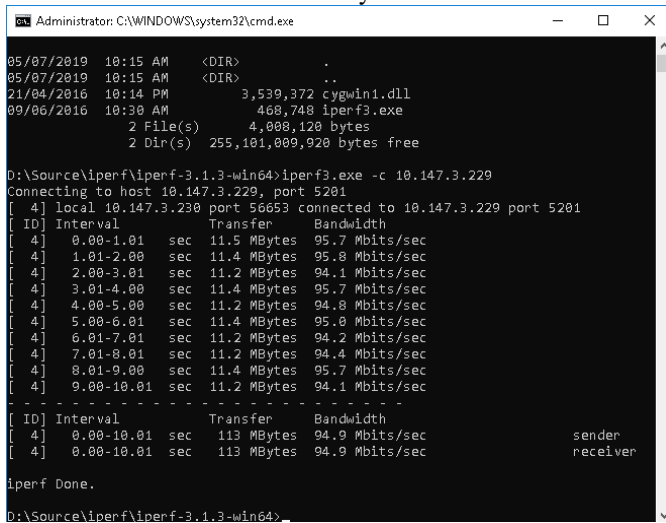 Administrator: C:\WINDOWS\system32\cmd.exe
05/07/2019  10:15 AM    <DIR>          .
05/07/2019  10:15 AM    <DIR>          ..
21/04/2016  10:14 PM         3,539,372 cygwin1.dll
09/06/2016  10:30 AM           468,748 iperf3.exe
               2 File(s)      4,008,120 bytes
               2 Dir(s)  255,101,009,920 bytes free
D:\Source\iperf\iperf-3.1.3-win64>iperf3.exe -c 10.147.3.229
Connecting to host 10.147.3.229, port 5201
[  4] local 10.147.3.230 port 56653 connected to 10.147.3.229 port 5201
[ ID] Interval           Transfer     Bandwidth
[  4]   0.00-1.01   sec  11.5 MBytes  95.7 Mbits/sec
[  4]   1.01-2.00   sec  11.4 MBytes  95.8 Mbits/sec
[  4]   2.00-3.01   sec  11.2 MBytes  94.1 Mbits/sec
[  4]   3.01-4.00   sec  11.4 MBytes  95.7 Mbits/sec
[  4]   4.00-5.00   sec  11.2 MBytes  94.8 Mbits/sec
[  4]   5.00-6.01   sec  11.4 MBytes  95.0 Mbits/sec
[  4]   6.01-7.01   sec  11.2 MBytes  94.2 Mbits/sec
[  4]   7.01-8.01   sec  11.2 MBytes  94.4 Mbits/sec
[  4]   8.01-9.00   sec  11.4 MBytes  95.7 Mbits/sec
[  4]   9.00-10.01  sec  11.2 MBytes  94.1 Mbits/sec
- - - - - - - - - - - - - - - - - - - - - - - - -
[ ID] Interval           Transfer     Bandwidth
[  4]   0.00-10.01  sec   113 MBytes  94.9 Mbits/sec                  sender
[  4]   0.00-10.01  sec   113 MBytes  94.9 Mbits/sec                  receiver
iperf Done.
D:\Source\iperf\iperf-3.1.3-win64>_